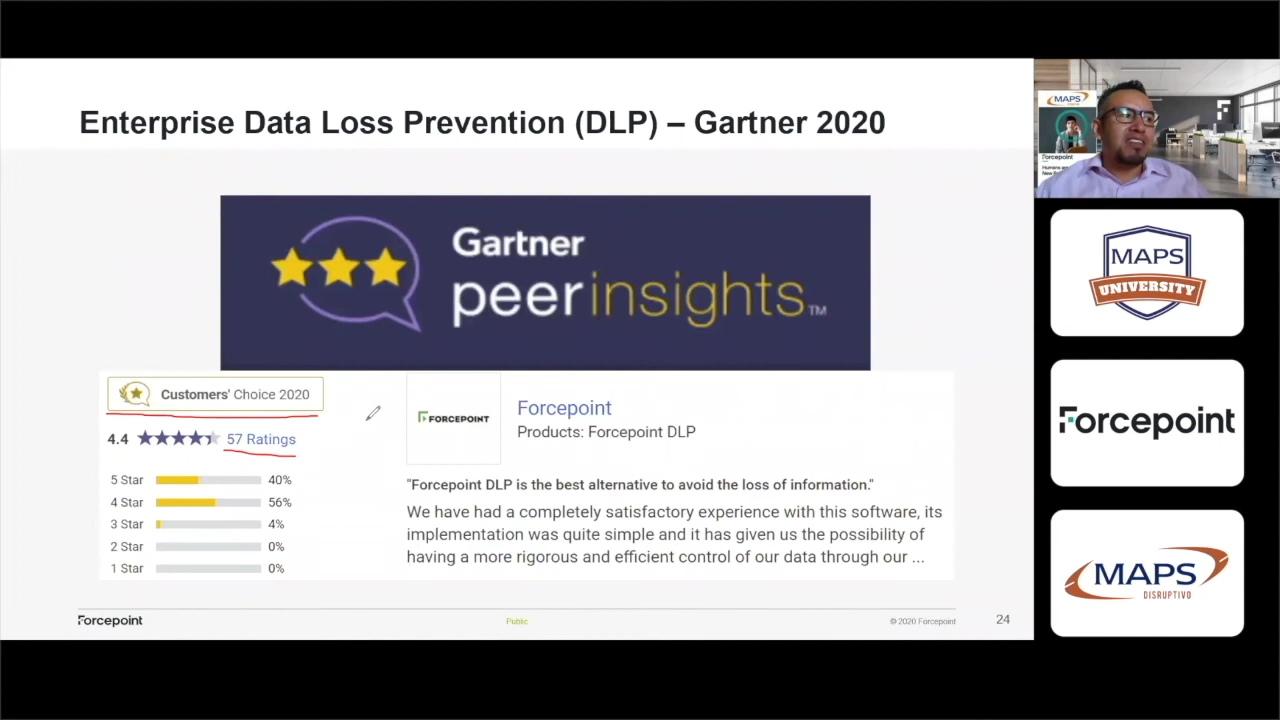 Enterprise Data Loss Prevention (DLP) – Gartner 2020
Gartner
peerinsights™
Customers' Choice 2020
4.4
57 Ratings
5 Star 40%
4 Star 56%
3 Star 4%
2 Star 0%
1 Star 0%
FORCEPOINT
Forcepoint
Products: Forcepoint DLP
"Forcepoint DLP is the best alternative to avoid the loss of information."
We have had a completely satisfactory experience with this software, its
implementation was quite simple and it has given us the possibility of
having a more rigorous and efficient control of our data through our ...
Forcepoint
Public
© 2020 Forcepoint
24
MAPS
Forcepoint
MAPS
UNIVERSITY
Forcepoint
MAPS
DISRUPTIVO